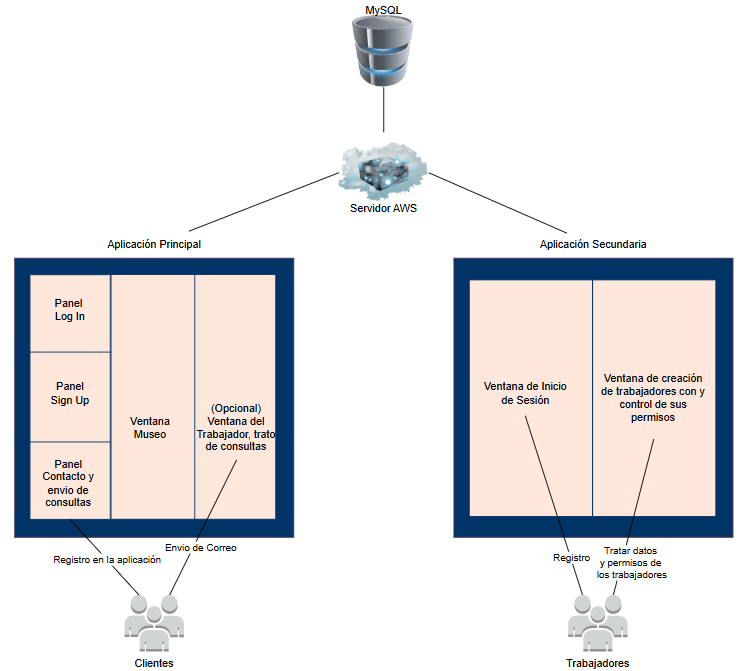 MySQL
Servidor AWS
Aplicación Principal
Aplicación Secundaria
Panel
Log In
Panel
Sign Up
Panel
Contacto y
envio de
consultas
Ventana
Museo
(Opcional)
Ventana del
Trabajador, trato
de consultas
Ventana de Inicio
de Sesión
Ventana de creación
de trabajadores con y
control de sus
permisos
Registro en la aplicación
Envio de Correo
Registro
Tratar datos
y permisos de
los trabajadores
Clientes
Trabajadores